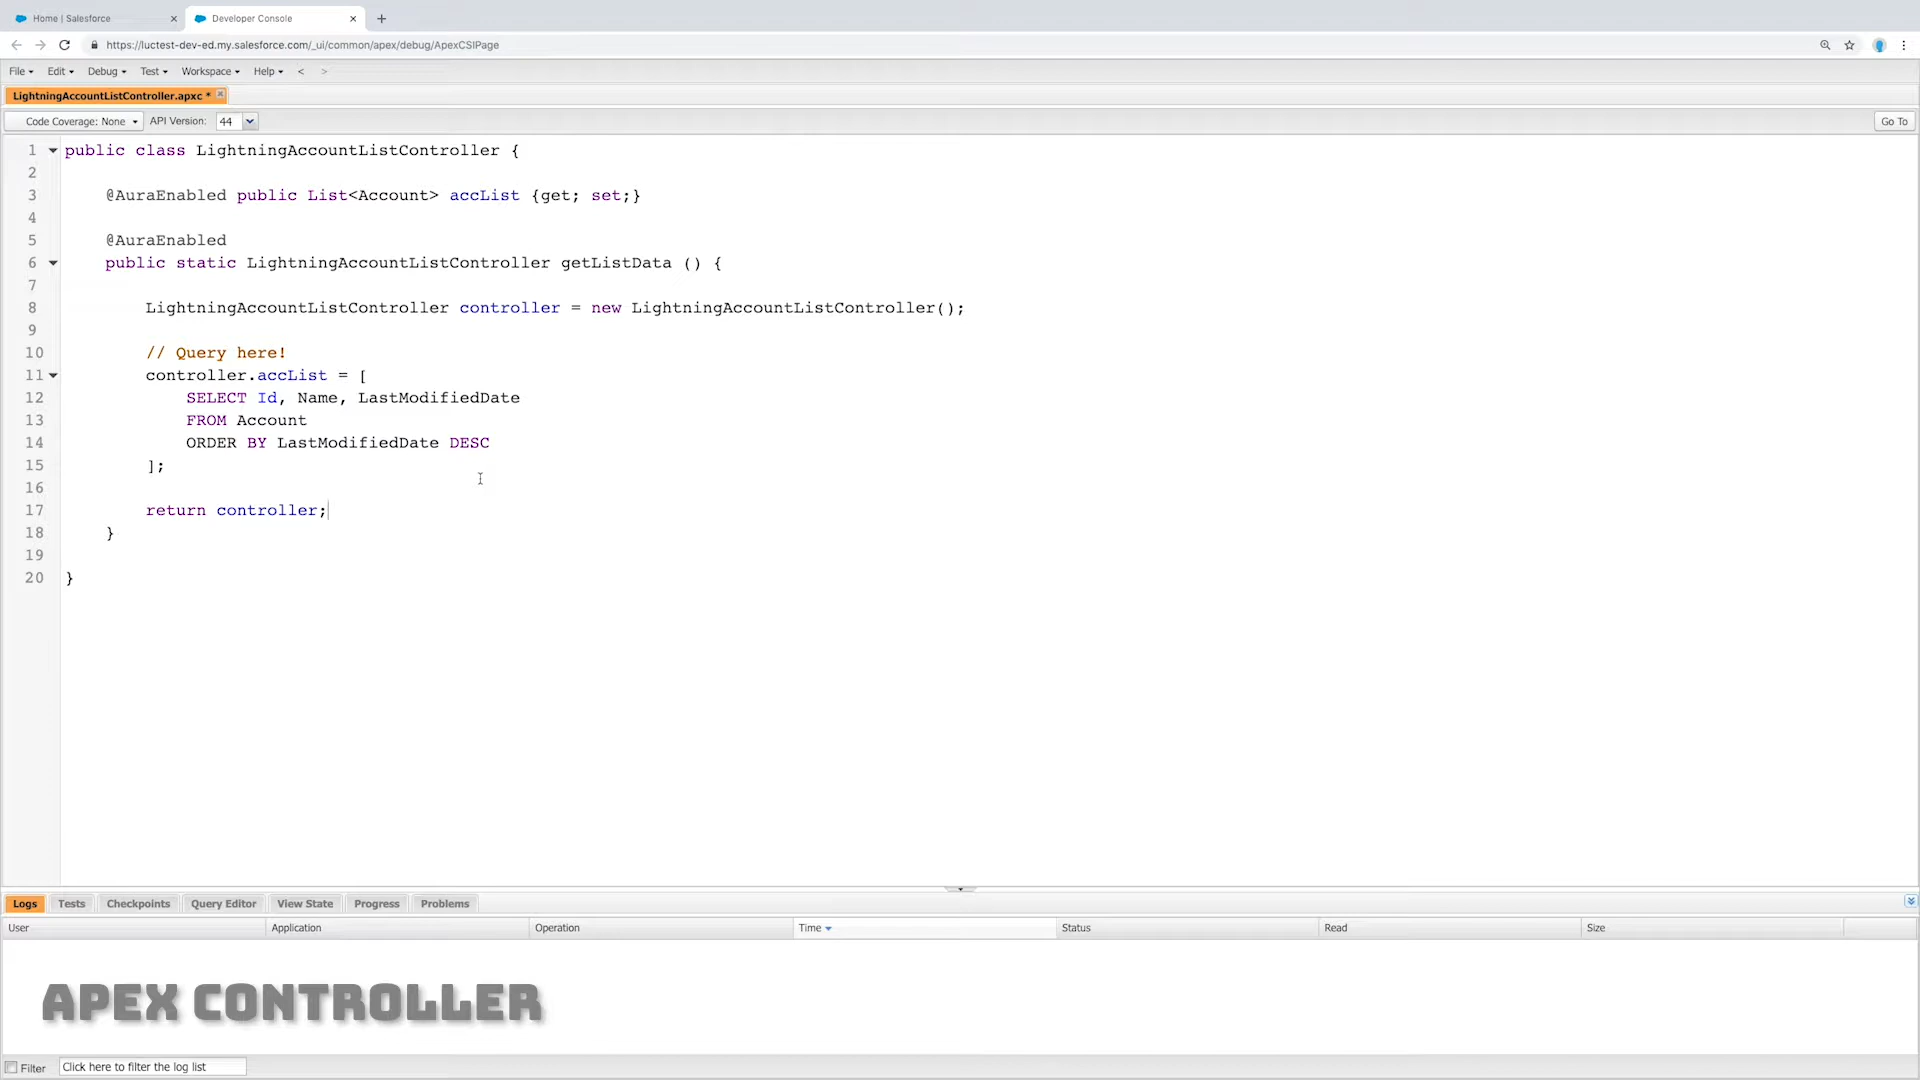 Home | Salesforce
Developer Console
https://luctest-dev-ed.my.salesforce.com/_ui/common/apex/debug/ApexCSIPage
File Edit Debug Test Workspace Help < >
LightningAccountListController.apxc *
Code Coverage: None API Version: 44 Go To
1 public class LightningAccountListController {
2
3 @AuraEnabled public List<Account> accList {get; set;}
4
5 @AuraEnabled
6 public static LightningAccountListController getListData () {
7
8 LightningAccountListController controller = new LightningAccountListController();
9
10 // Query here!
11 controller.accList = [
12 SELECT Id, Name, LastModifiedDate
13 FROM Account
14 ORDER BY LastModifiedDate DESC
15 ];
16
17 return controller;
18 }
19
20 }
Logs Tests Checkpoints Query Editor View State Progress Problems
User Application Operation Time Status Read Size
APEX CONTROLLER
Filter Click here to filter the log list